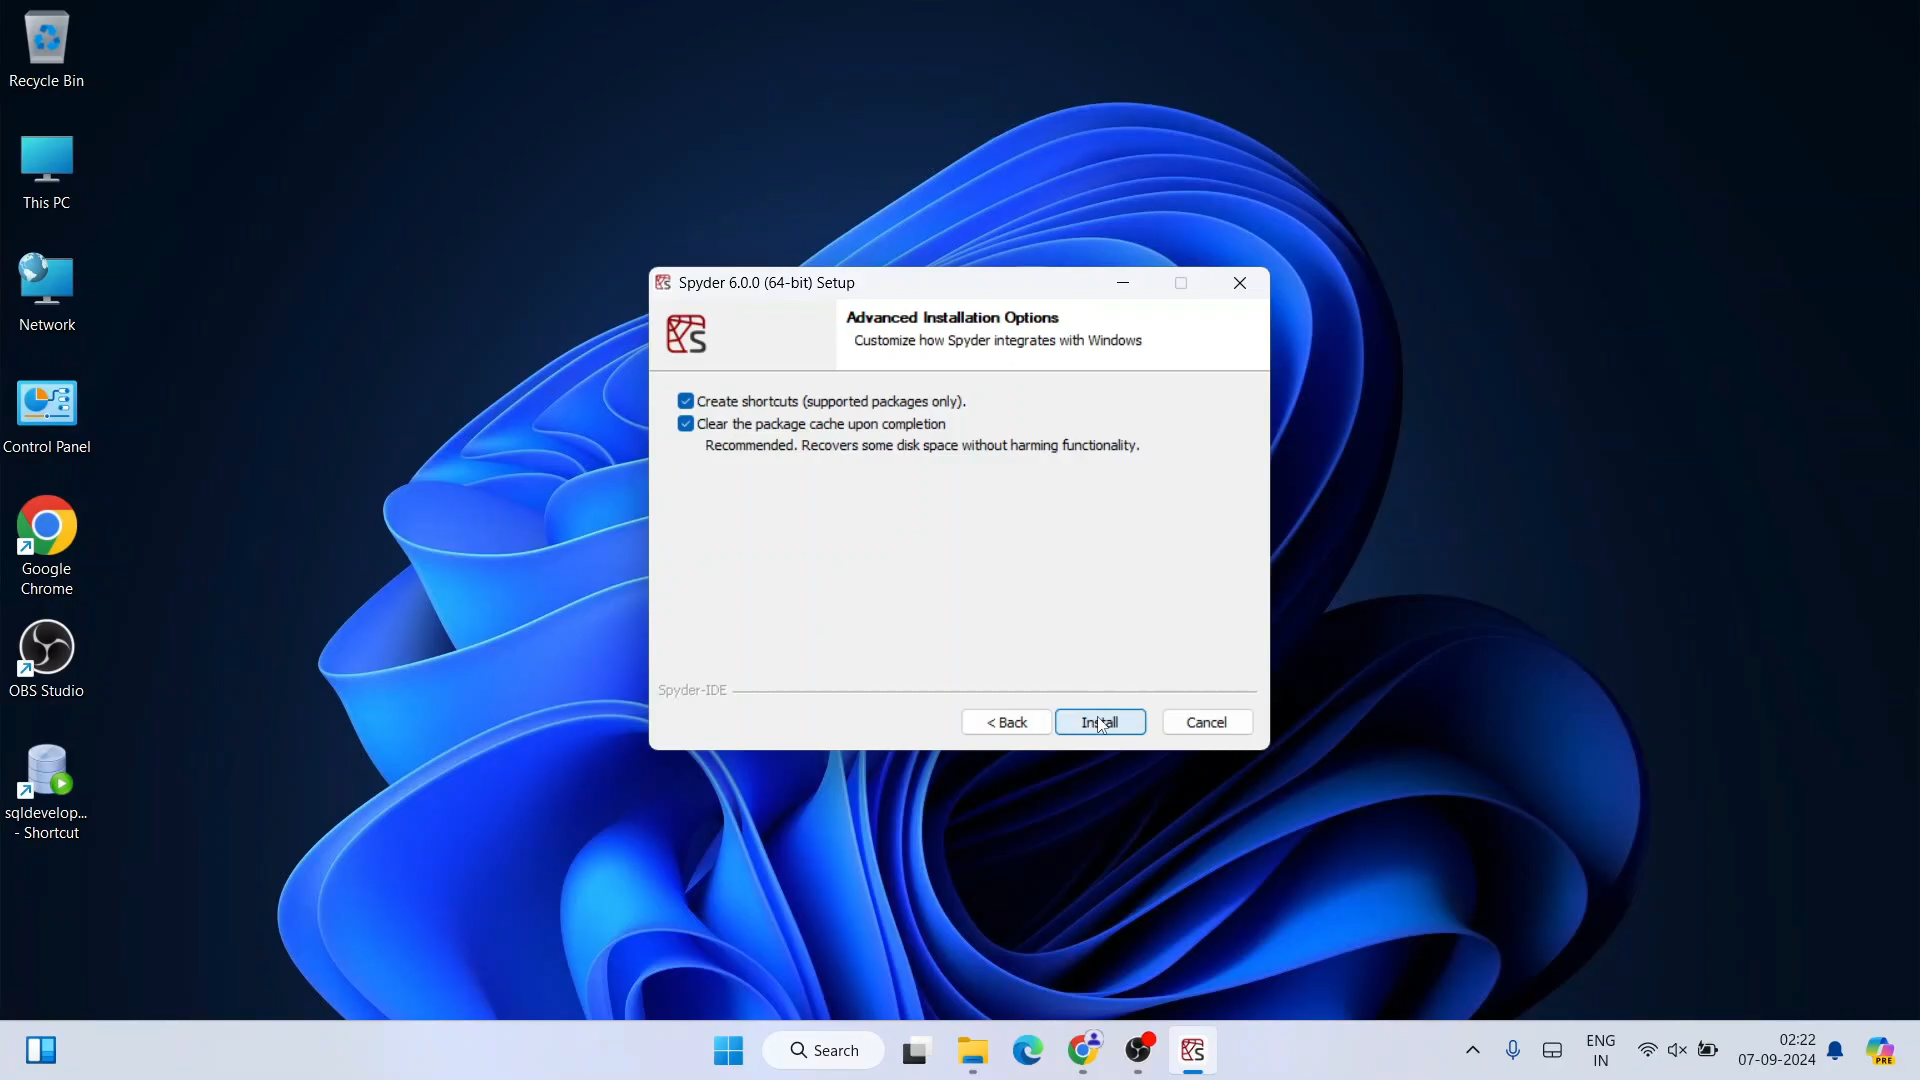 Recycle Bin
This PC
Network
Control Panel
Google
Chrome
OBS Studio
sqldevelop...
- Shortcut
Spyder 6.0.0 (64-bit) Setup
S
Advanced Installation Options
Customize how Spyder integrates with Windows
Create shortcuts (supported packages only).
Clear the package cache upon completion
Recommended. Recovers some disk space without harming functionality.
Spyder-IDE
< Back
Install
Cancel
Search
ENG
IN
02:22
07-09-2024
PRE